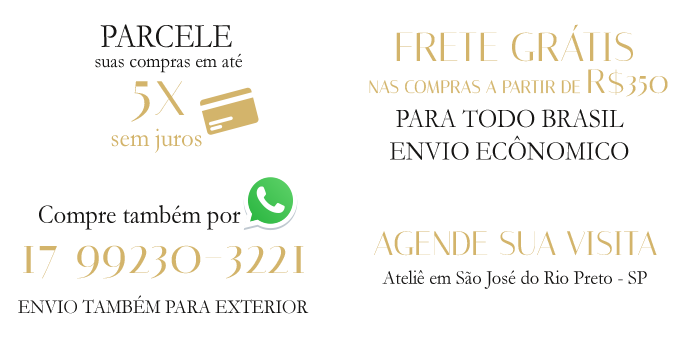 PARCELE
suas compras em até
5X
sem juros
Compre também por
17 99230-3221
ENVIO TAMBÉM PARA EXTERIOR
FRETE GRÁTIS
NAS COMPRAS A PARTIR DE R$350
PARA TODO BRASIL
ENVIO ECÔNOMICO
AGENDE SUA VISITA
Ateliê em São José do Rio Preto - SP